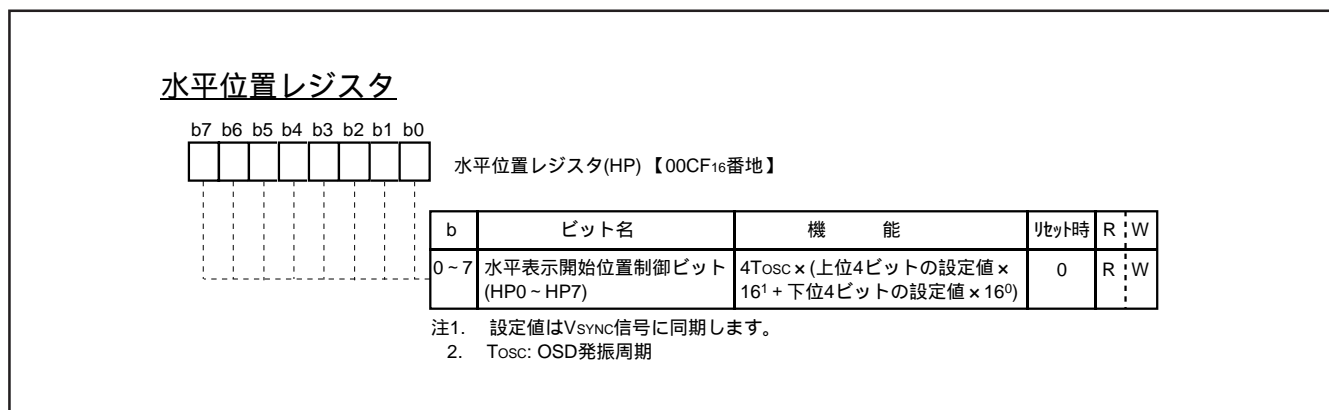 水平位置レジスタ
b7 b6 b5 b4 b3 b2 b1 b0
水平位置レジスタ(HP) 【00CF16番地】
b ビット名 機 能 リセット時 R W
0~7 水平表示開始位置制御ビット 4TOSC×(上位4ビットの設定値× 0 R W
(HP0~HP7) 16¹+下位4ビットの設定値×16⁰)
注1. 設定値はVSYNC信号に同期します。
2. TOSC: OSD発振周期